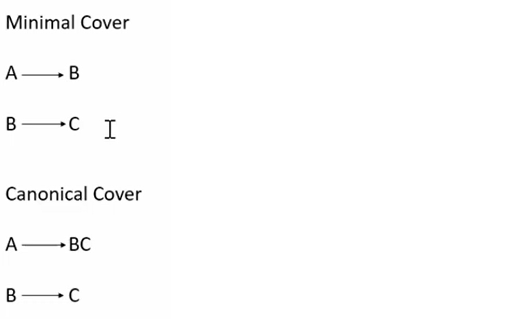 Minimal Cover
A ⟶ B
B ⟶ C
Canonical Cover
A ⟶ BC
B ⟶ C